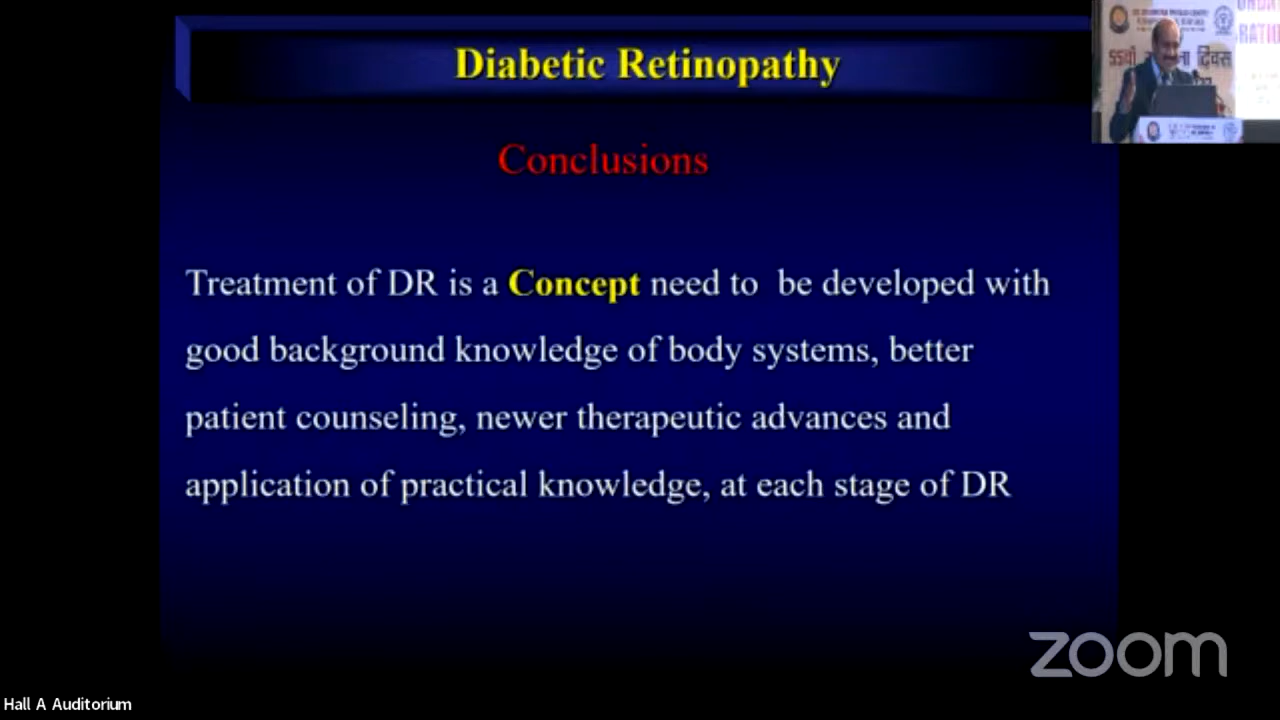 Diabetic Retinopathy
Conclusions
Treatment of DR is a Concept need to be developed with
good background knowledge of body systems, better
patient counseling, newer therapeutic advances and
application of practical knowledge, at each stage of DR
55वां
दिवस
zoom
Hall A Auditorium